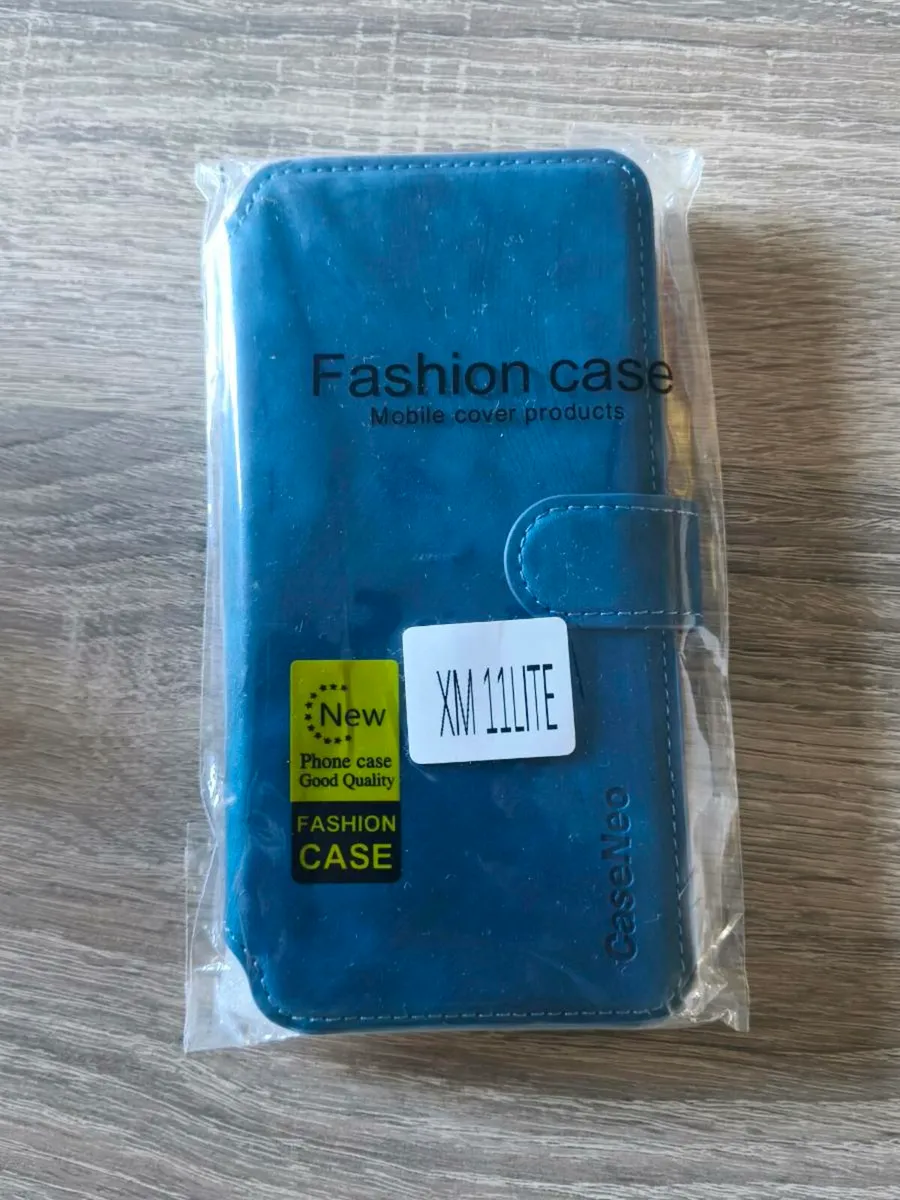 Fashion case
Mobile cover products
XM 11LITE
New
Phone case
Good Quality
FASHION
CASE
CaseNeo